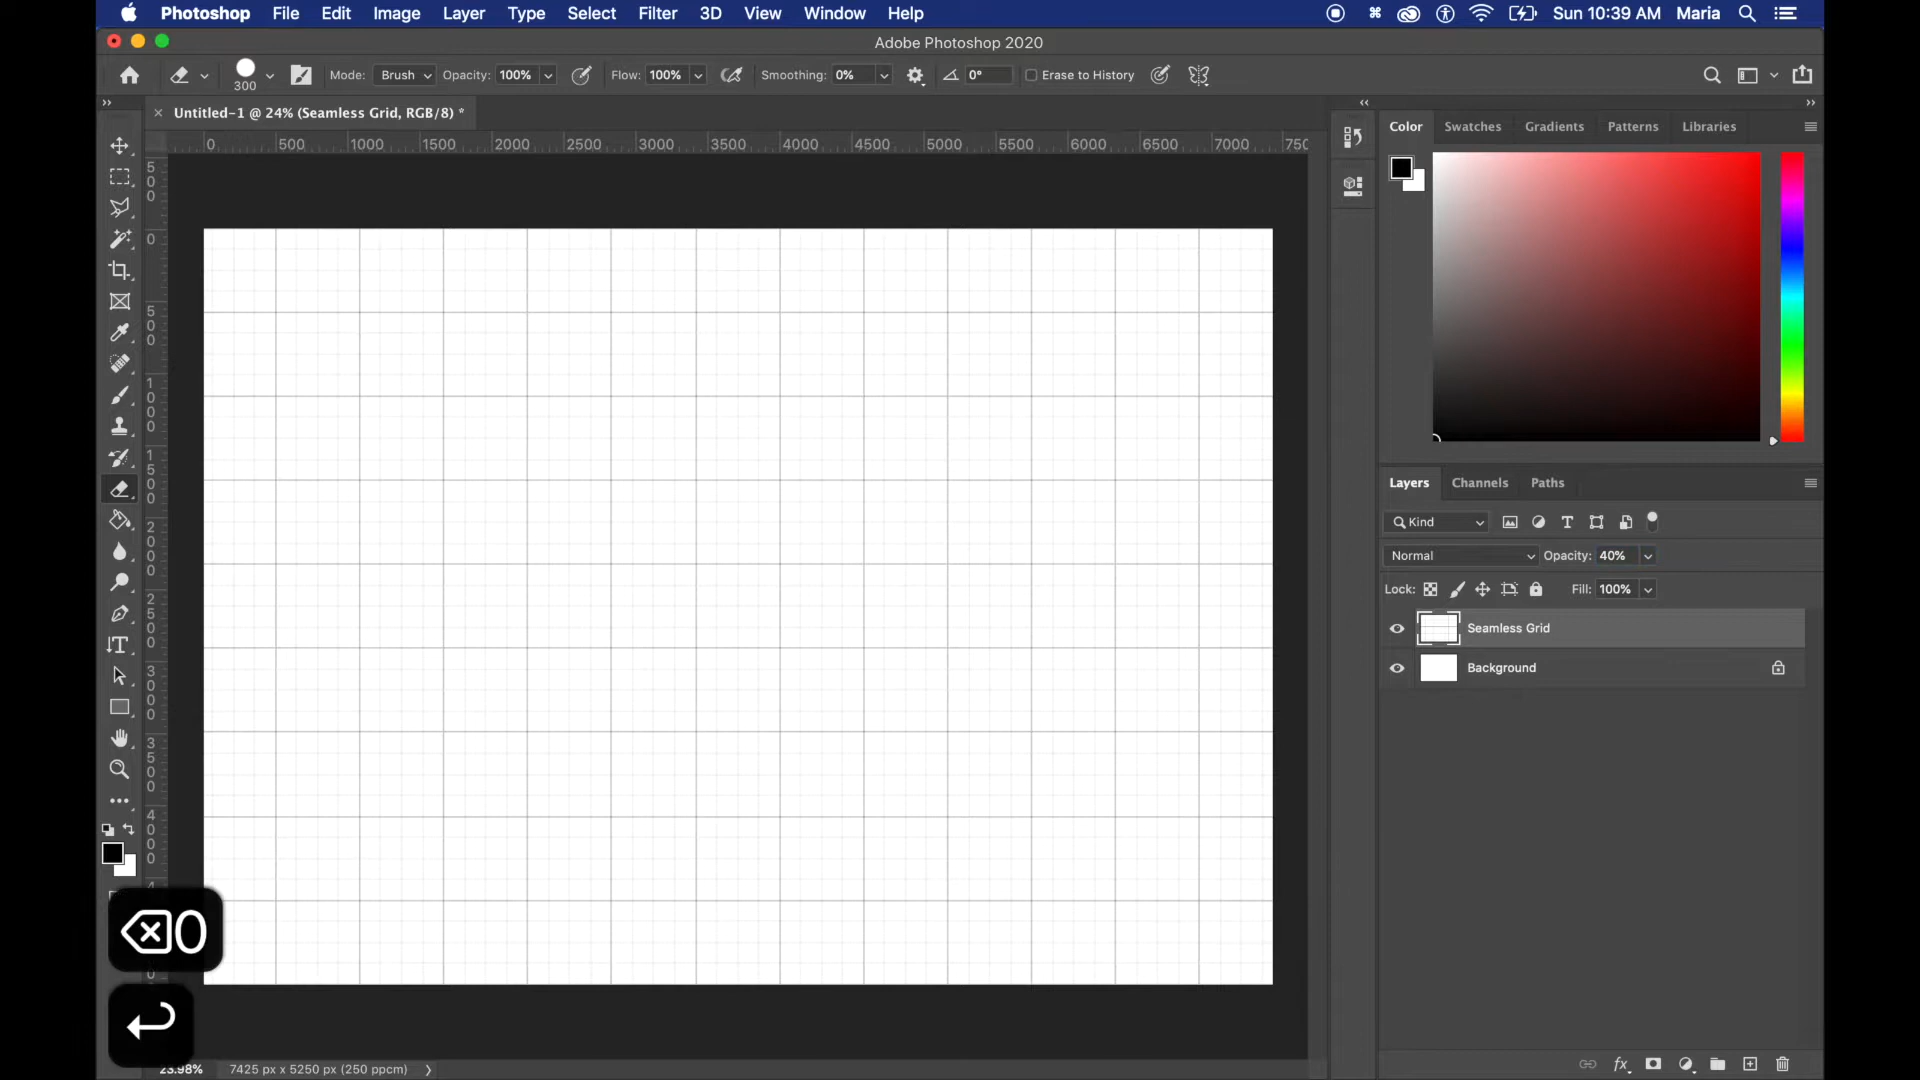 Photoshop File Edit Image Layer Type Select Filter 3D View Window Help Sun 10:39 AM Maria
Adobe Photoshop 2020
300 Mode: Brush Opacity: 100% Flow: 100% Smoothing: 0% 0° Erase to History
Untitled-1 @ 24% (Seamless Grid, RGB/8) *
0 500 1000 1500 2000 2500 3000 3500 4000 4500 5000 5500 6000 6500 7000 750
500
0
500
1000
1500
2000
2500
3000
3500
4000
4
0
Color Swatches Gradients Patterns Libraries
Layers Channels Paths
Kind
Normal Opacity: 40%
Lock: Fill: 100%
Seamless Grid
Background
0
23.98% 7425 px x 5250 px (250 ppcm)